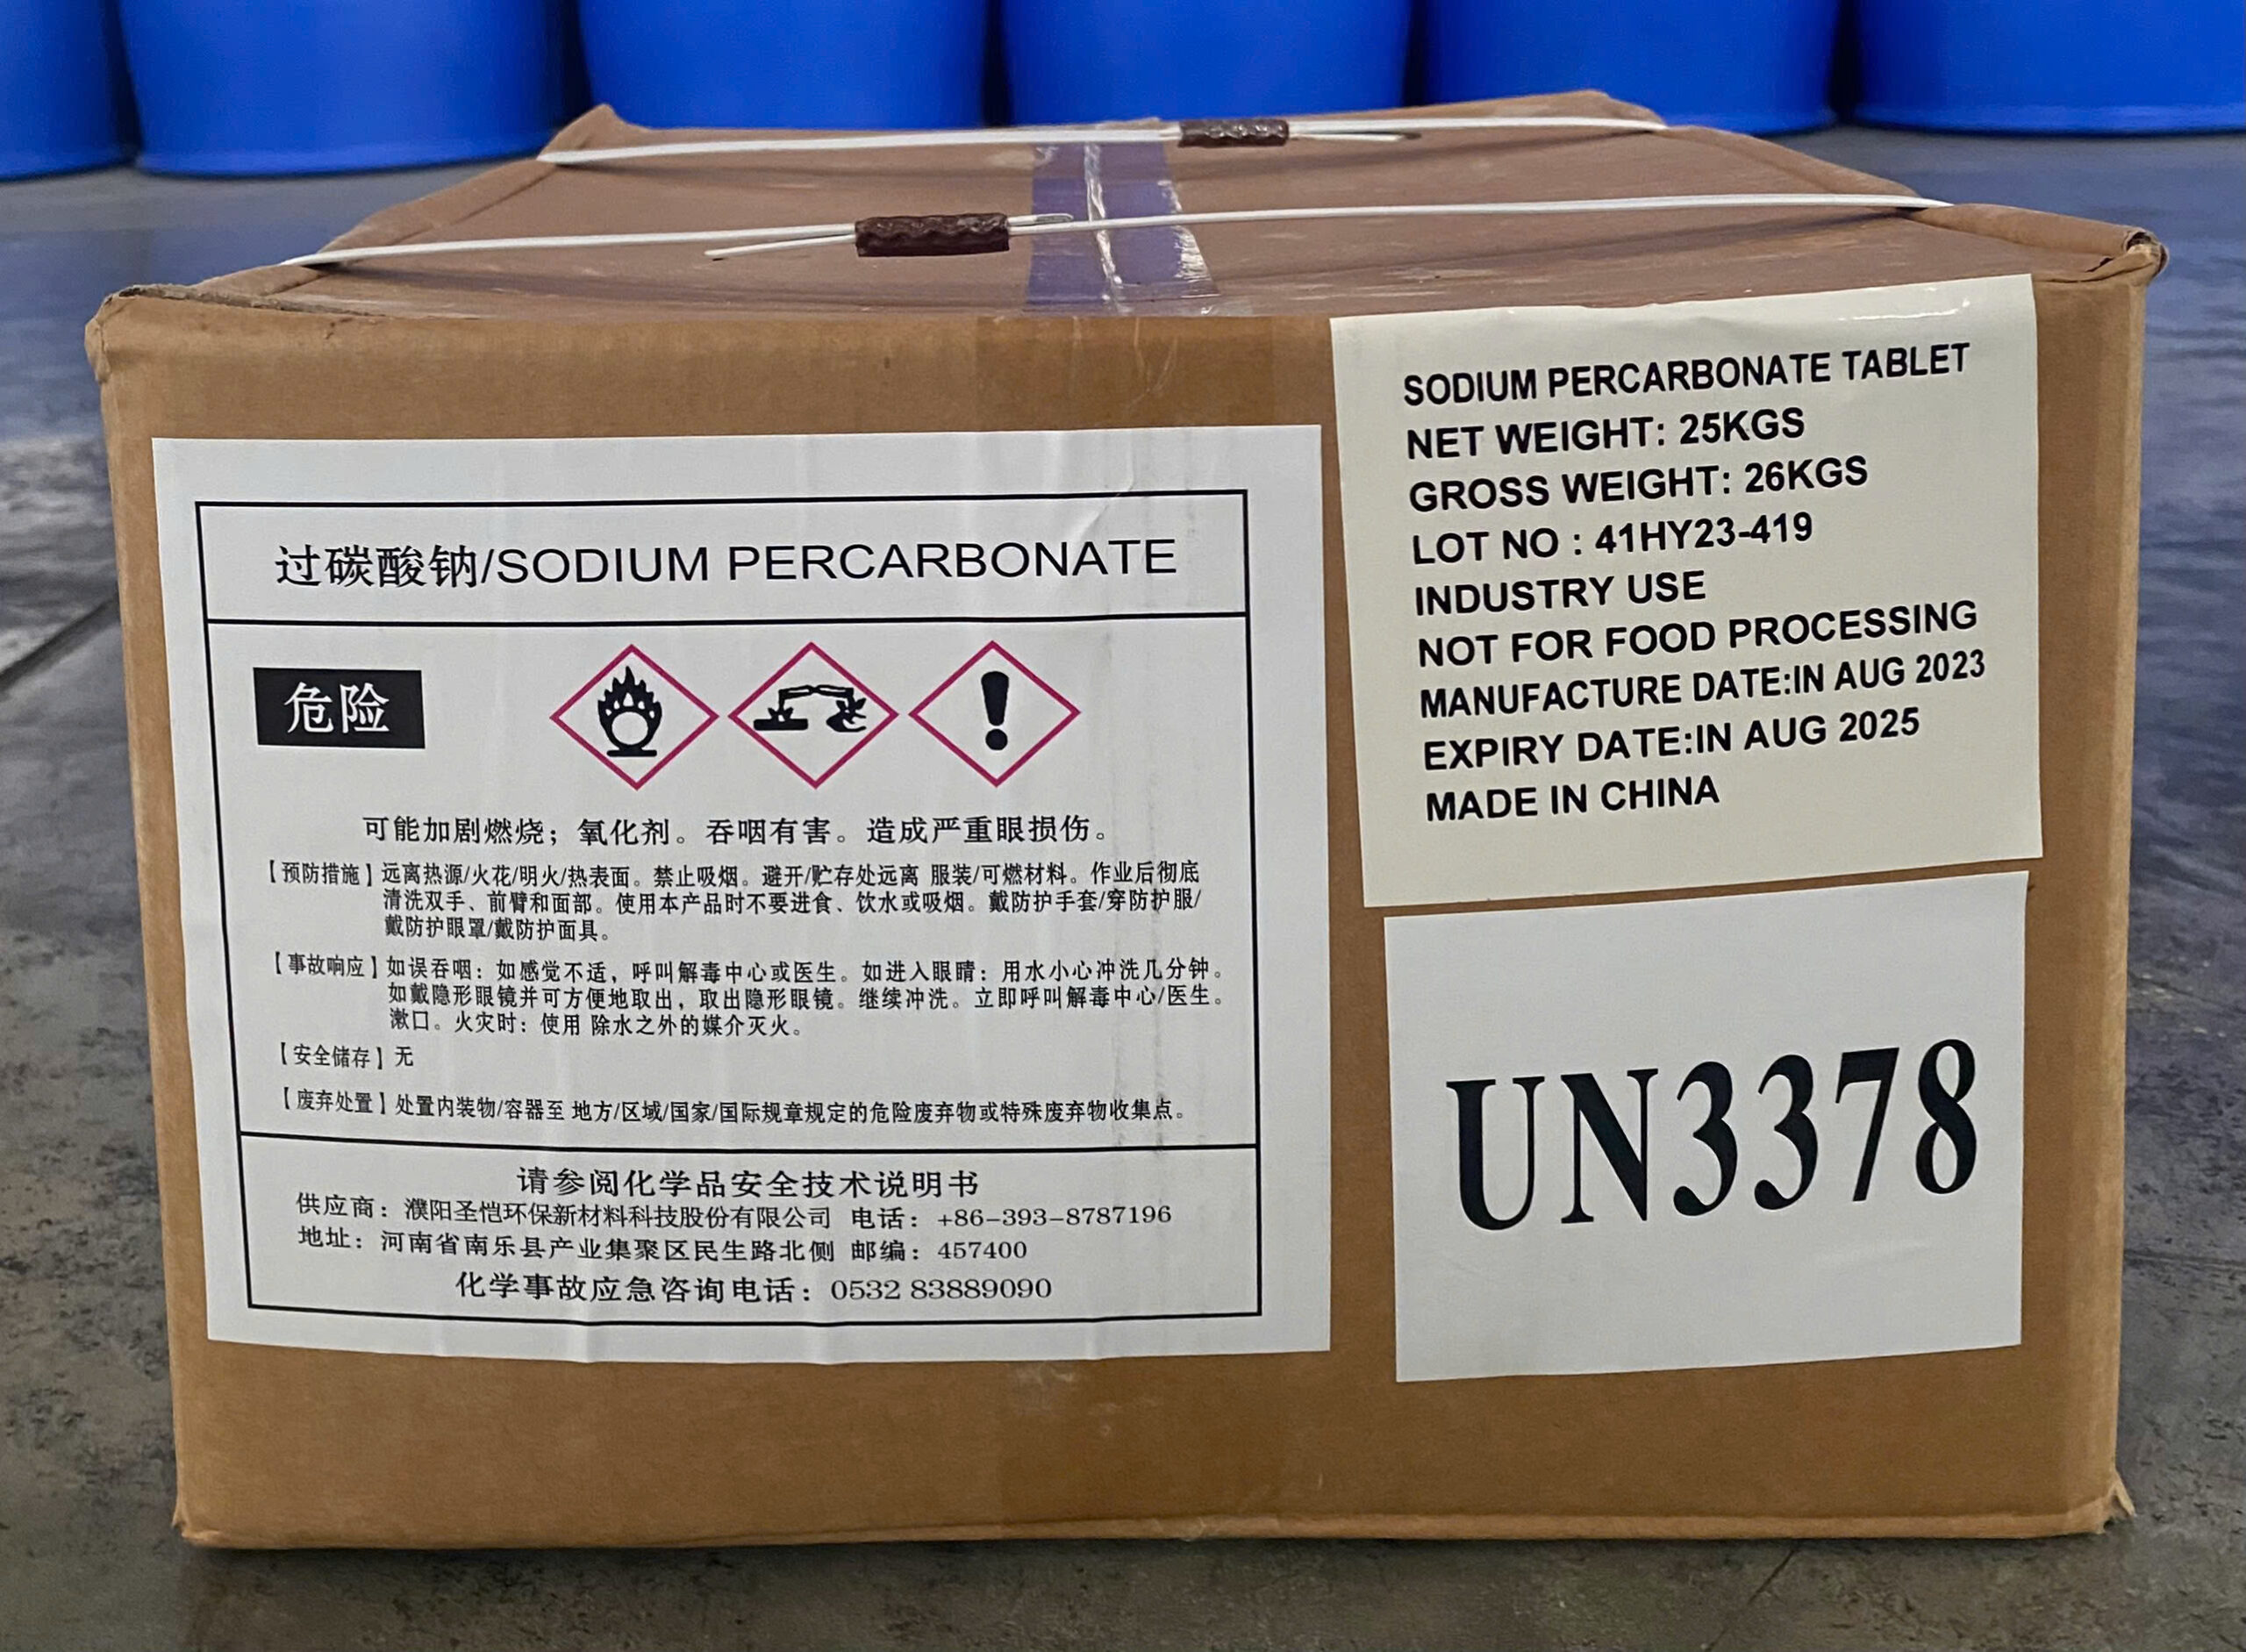 过碳酸钠/SODIUM PERCARBONATE
危险
可能加剧燃烧；氧化剂。吞咽有害。造成严重眼损伤。
【预防措施】远离热源/火花/明火/热表面。禁止吸烟。避开/贮存处远离 服装/可燃材料。作业后彻底
清洗双手、前臂和面部。使用本产品时不要进食、饮水或吸烟。戴防护手套/穿防护服/
戴防护眼罩/戴防护面具。
【事故响应】如误吞咽：如感觉不适，呼叫解毒中心或医生。如进入眼睛：用水小心冲洗几分钟。
如戴隐形眼镜并可方便地取出，取出隐形眼镜。继续冲洗。立即呼叫解毒中心/医生。
漱口。火灾时：使用 除水之外的媒介灭火。
【安全储存】无
【废弃处置】处置内装物/容器至 地方/区域/国家/国际规章规定的危险废弃物或特殊废弃物收集点。
请参阅化学品安全技术说明书
供应商：濮阳圣恺环保新材料科技股份有限公司 电话：+86-393-8787196
地址：河南省南乐县产业集聚区民生路北侧 邮编：457400
化学事故应急咨询电话：0532 83889090
SODIUM PERCARBONATE TABLET
NET WEIGHT: 25KGS
GROSS WEIGHT: 26KGS
LOT NO : 41HY23-419
INDUSTRY USE
NOT FOR FOOD PROCESSING
MANUFACTURE DATE:IN AUG 2023
EXPIRY DATE:IN AUG 2025
MADE IN CHINA
UN3378